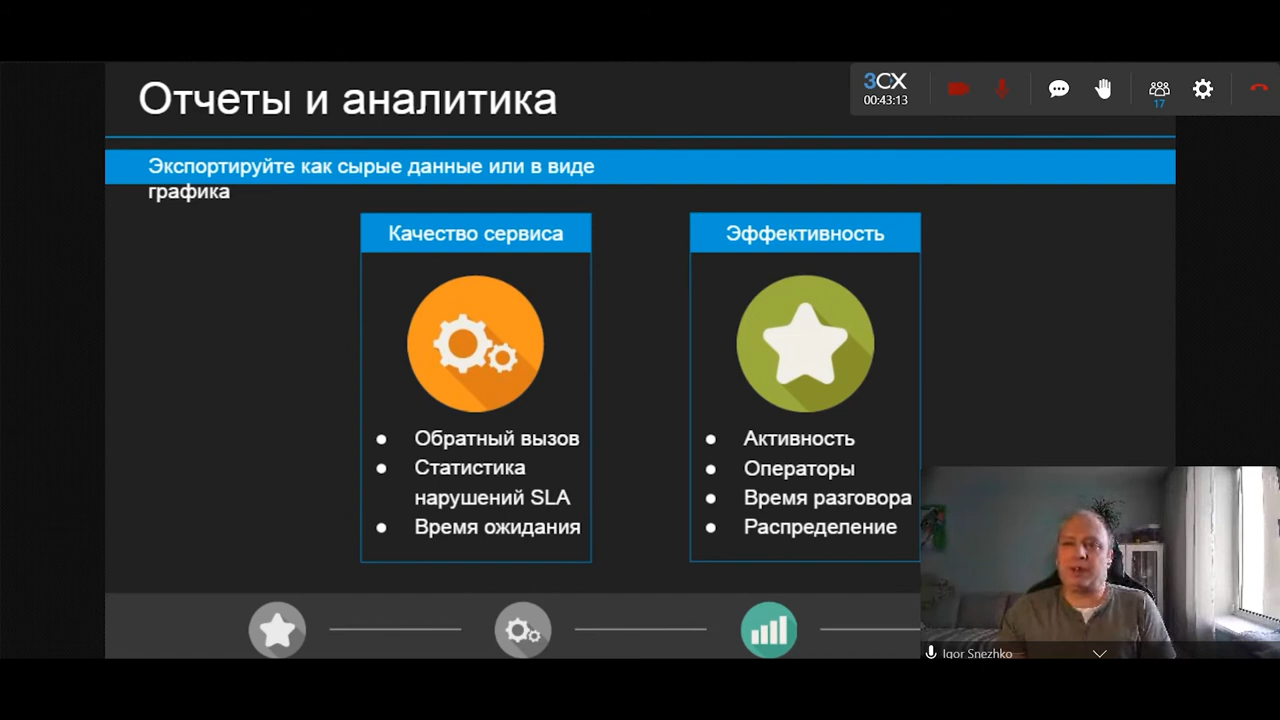 Отчеты и аналитика
3CX
00:43:13
17
Экспортируйте как сырые данные или в виде
графика
Качество сервиса
Обратный вызов
Статистика
нарушений SLA
Время ожидания
Эффективность
Активность
Операторы
Время разговора
Распределение
Igor Snezhko